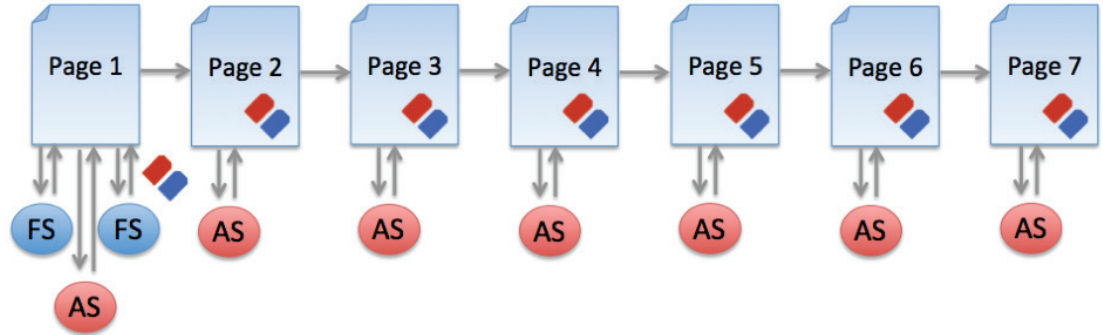 Page 1 Page 2 Page 3 Page 4 Page 5 Page 6 Page 7
FS FS AS AS AS AS AS AS
AS